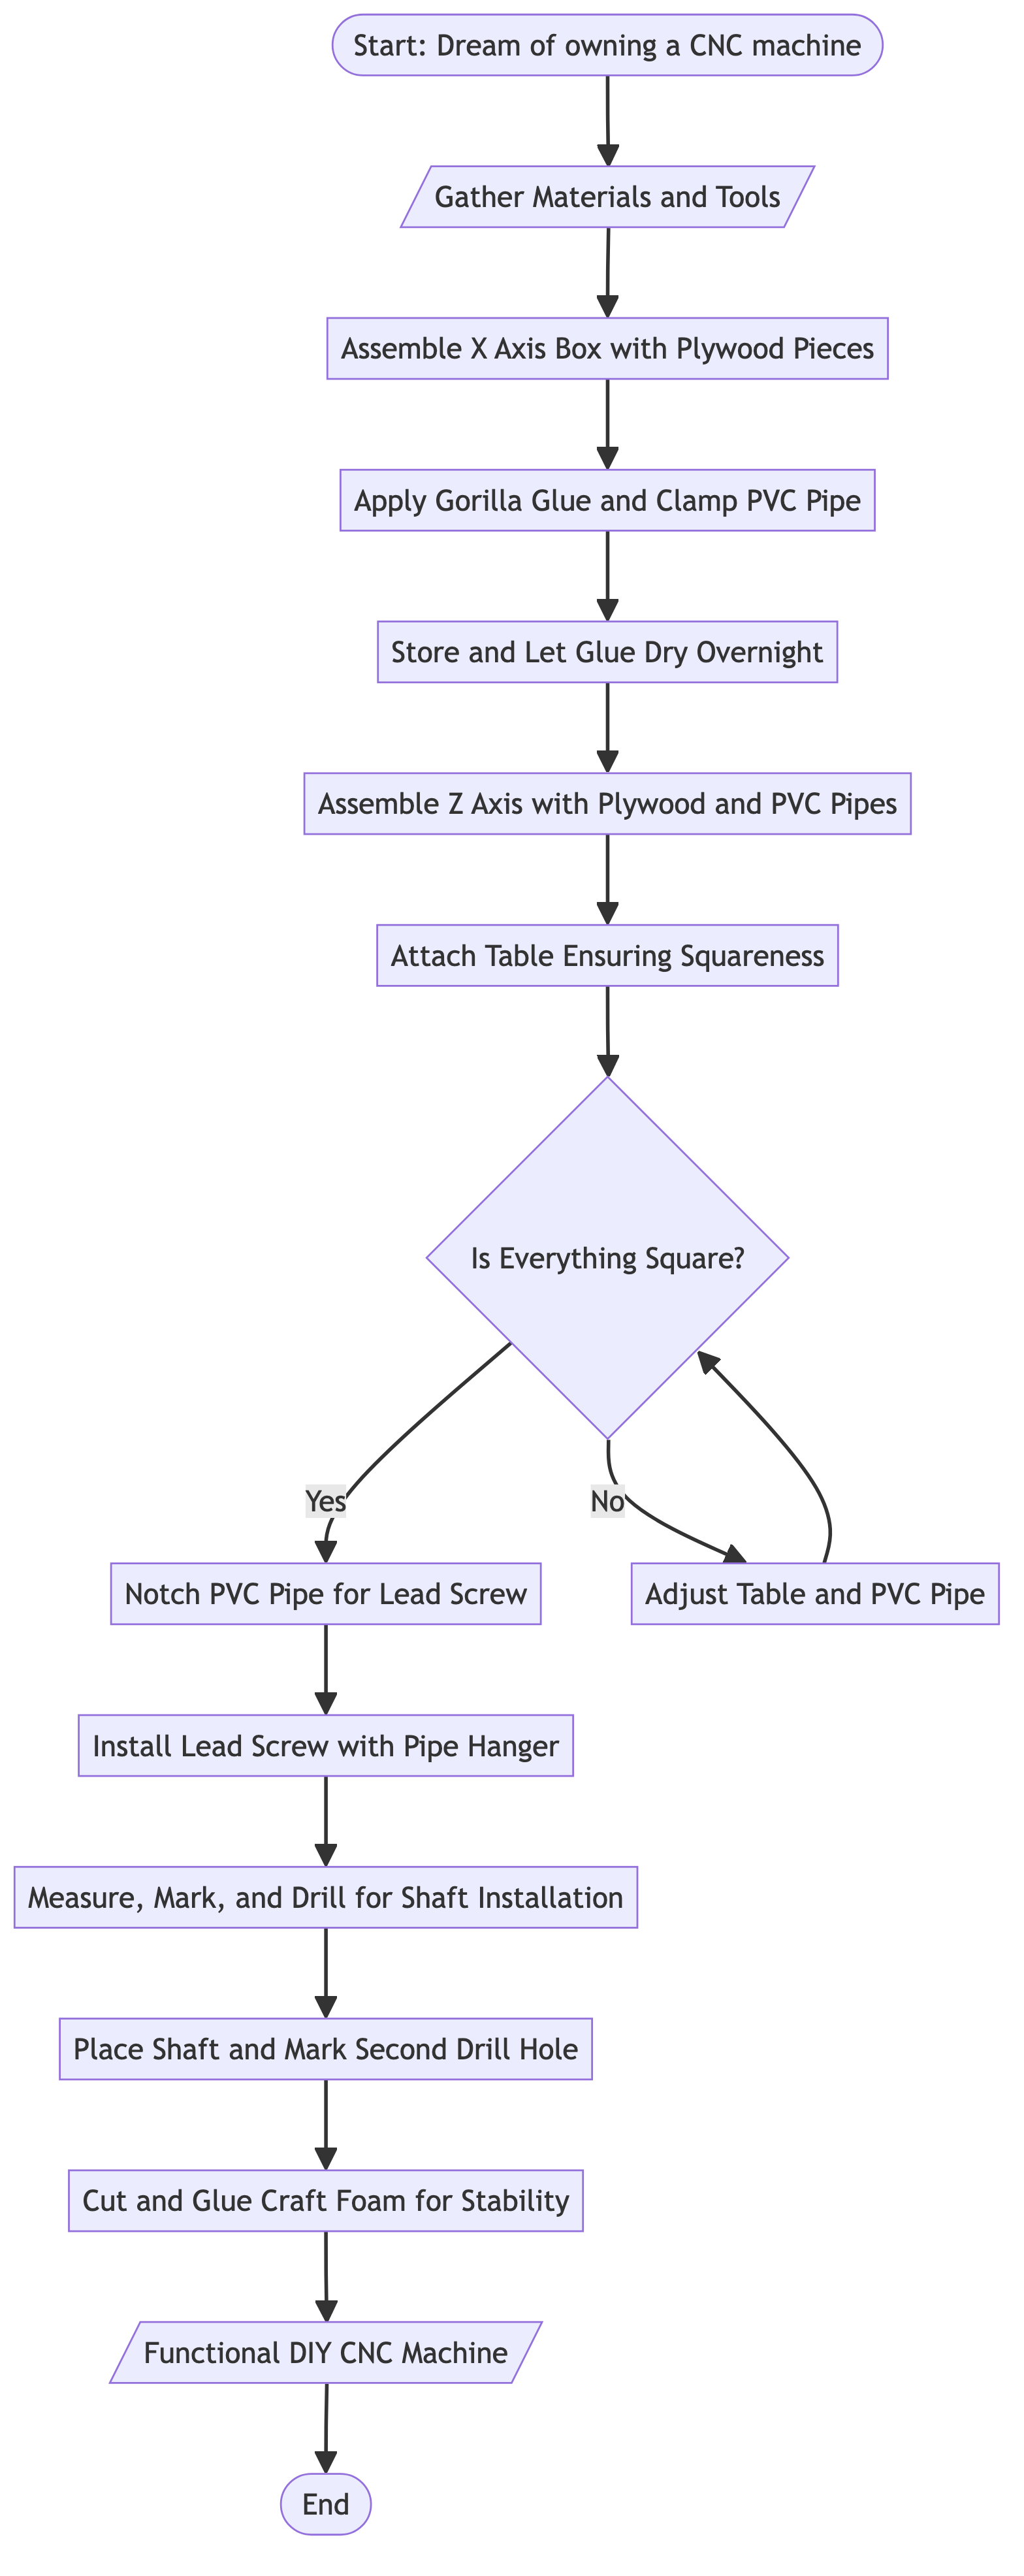 Start: Dream of owning a CNC machine
Gather Materials and Tools
Assemble X Axis Box with Plywood Pieces
Apply Gorilla Glue and Clamp PVC Pipe
Store and Let Glue Dry Overnight
Assemble Z Axis with Plywood and PVC Pipes
Attach Table Ensuring Squareness
Is Everything Square?
Yes
No
Notch PVC Pipe for Lead Screw
Adjust Table and PVC Pipe
Install Lead Screw with Pipe Hanger
Measure, Mark, and Drill for Shaft Installation
Place Shaft and Mark Second Drill Hole
Cut and Glue Craft Foam for Stability
Functional DIY CNC Machine
End